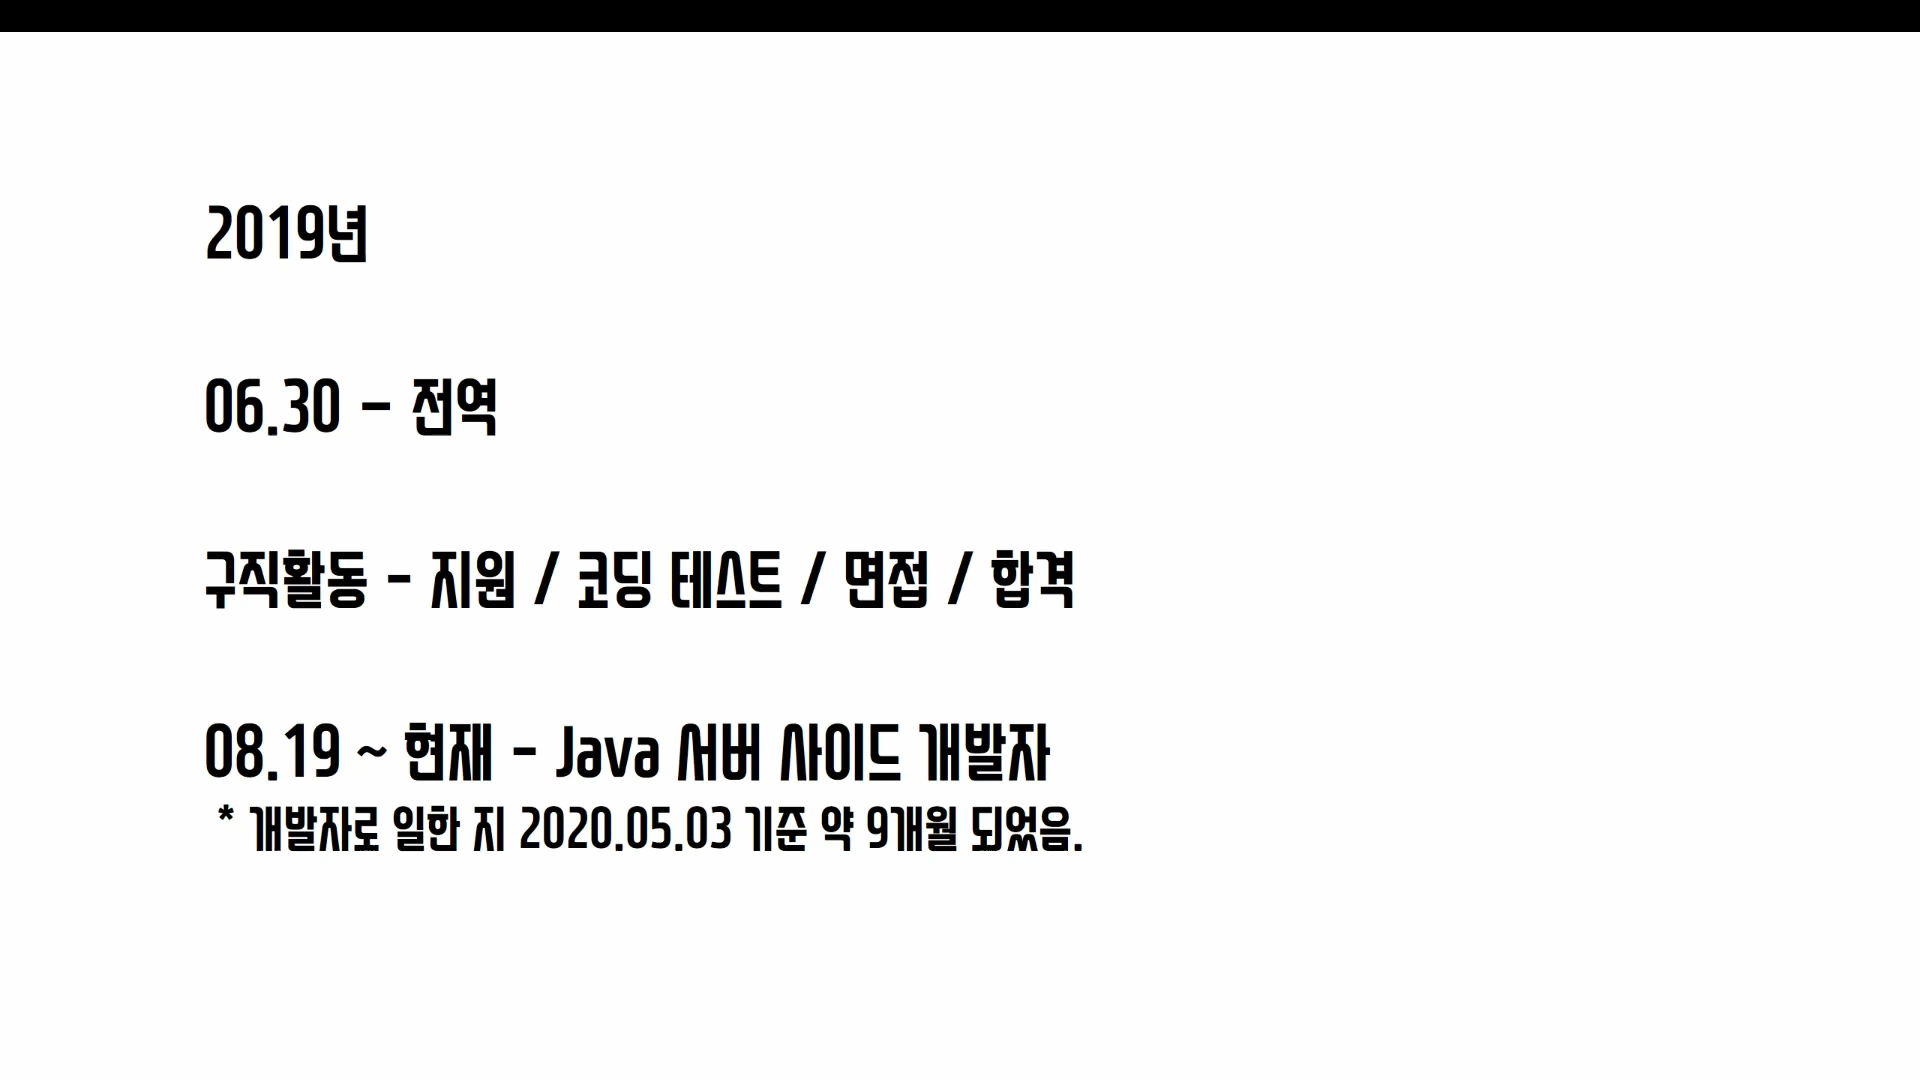 2019년
06.30 - 전역
구직활동 - 지원 / 코딩 테스트 / 면접 / 합격
08.19 ~ 현재 - Java 서버 사이드 개발자
* 개발자로 일한 지 2020.05.03 기준 약 9개월 되었음.